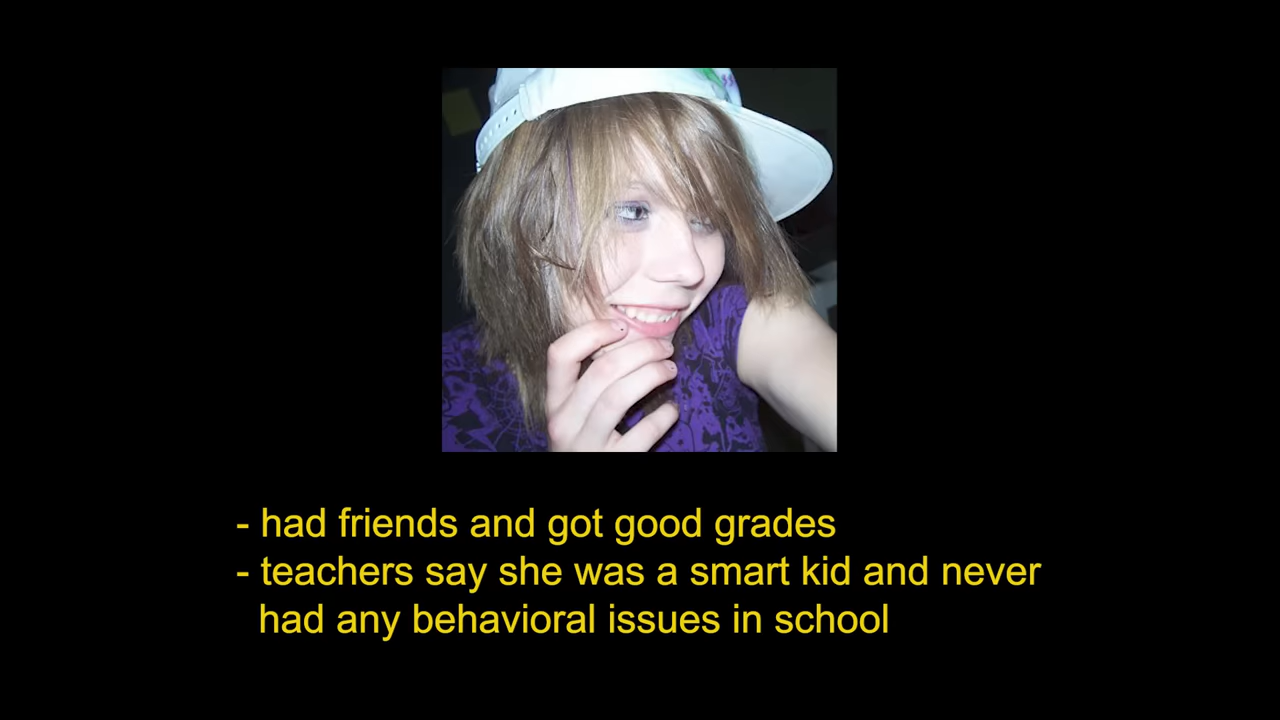 - had friends and got good grades
- teachers say she was a smart kid and never
had any behavioral issues in school